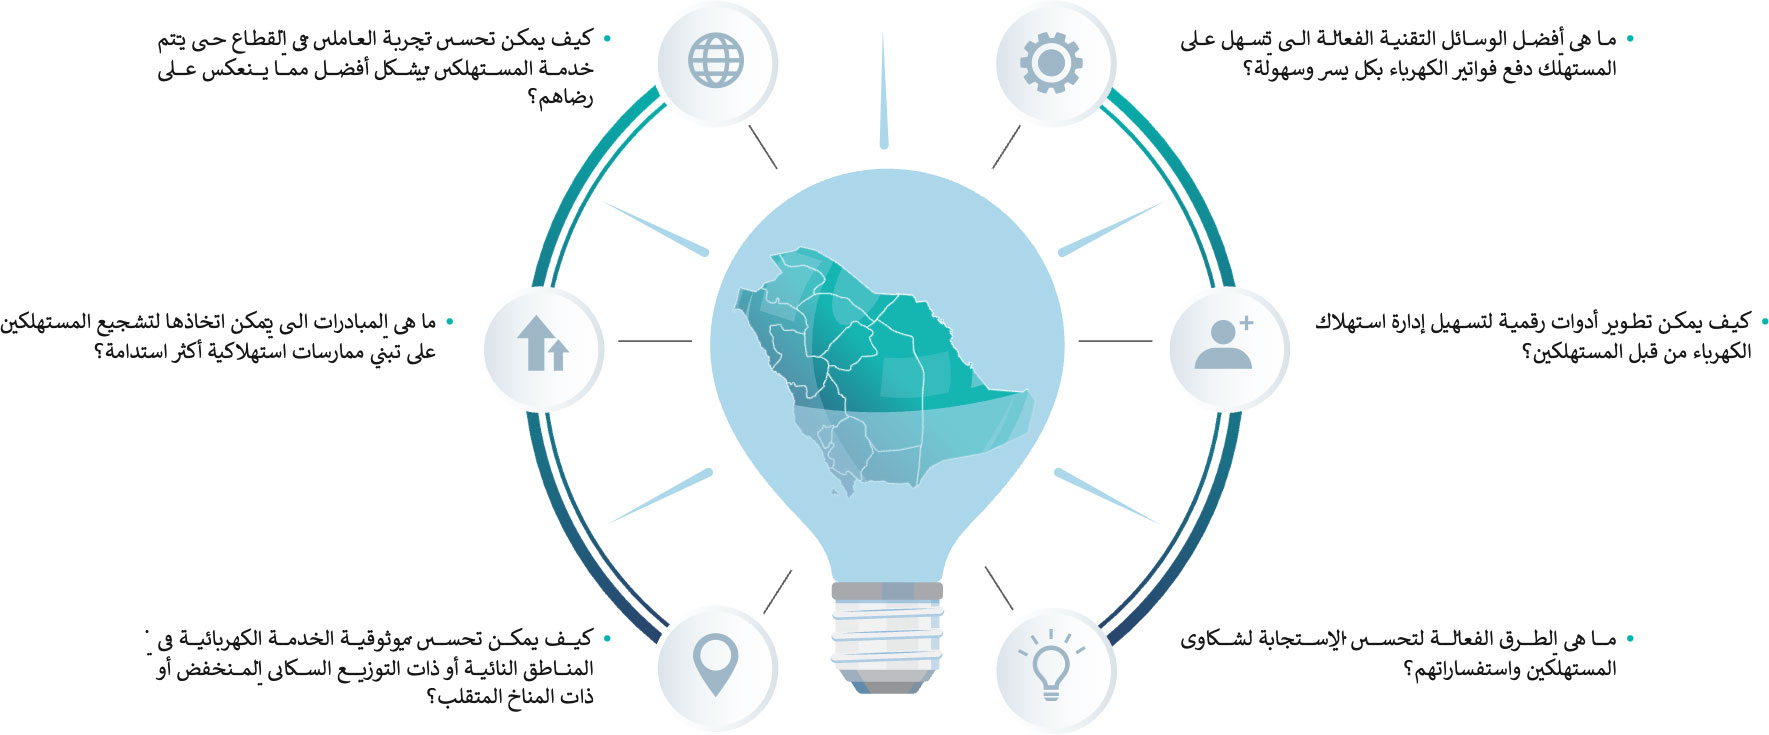 • ما هي أفضل الوسائل التقنية الفعالة التي تسهل على
المستهلك دفع فواتير الكهرباء بكل يسر وسهولة؟
• كيف يمكن تطوير أدوات رقمية لتسهيل إدارة استهلاك
الكهرباء من قبل المستهلكين؟
• ما هي الطرق الفعالة لتحسين الإستجابة لشكاوى
المستهلكين واستفساراتهم؟
• كيف يمكن تحسين تجربة العاملين في القطاع حتى يتم
خدمة المستهلكين بشكل أفضل مما ينعكس على
رضاهم؟
• ما هي المبادرات التي يمكن اتخاذها لتشجيع المستهلكين
على تبني ممارسات استهلاكية أكثر استدامة؟
• كيف يمكن تحسين موثوقية الخدمة الكهربائية في
المناطق النائية أو ذات التوزيع السكاني المنخفض أو
ذات المناخ المتقلب؟